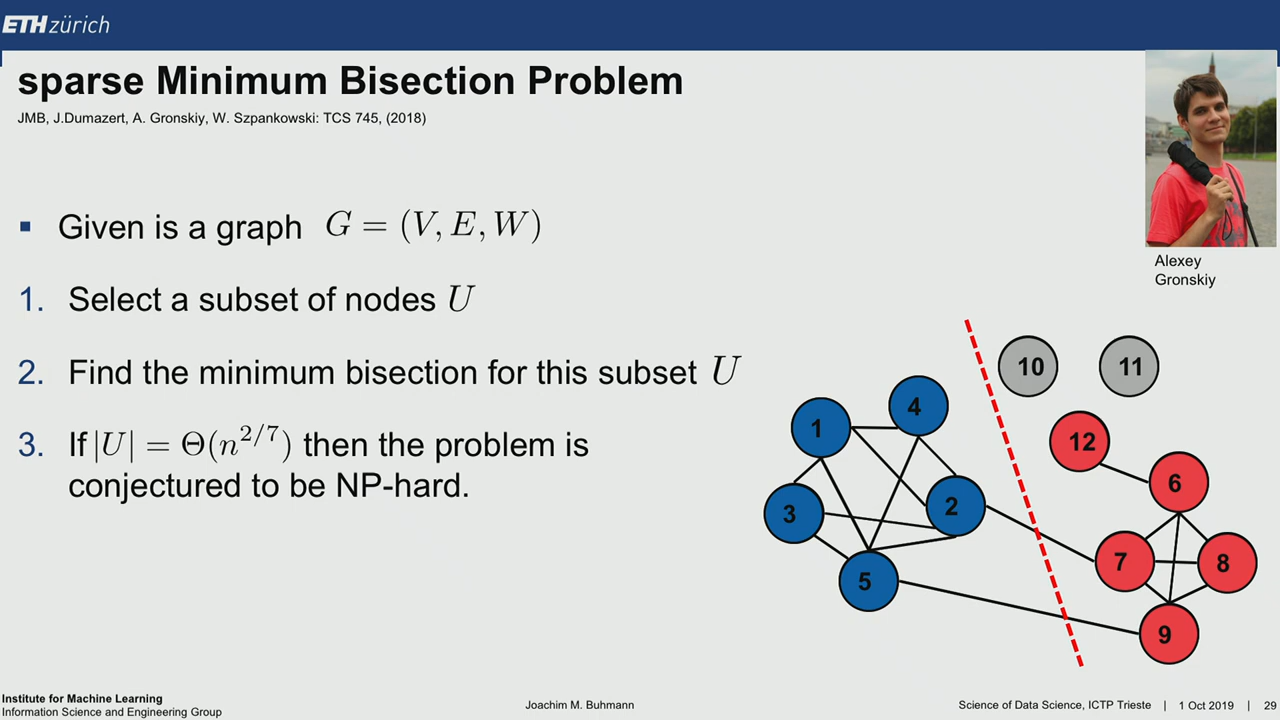 ETH zürich
sparse Minimum Bisection Problem
JMB, J.Dumazert, A. Gronskiy, W. Szpankowski: TCS 745, (2018)
Alexey
Gronskiy
▪ Given is a graph G = (V, E, W)
1. Select a subset of nodes U
2. Find the minimum bisection for this subset U
3. If |U| = Θ(n^{2/7}) then the problem is
conjectured to be NP-hard.
10 11
4
1
12
6
2
3
7 8
5
9
Institute for Machine Learning
Information Science and Engineering Group
Joachim M. Buhmann
Science of Data Science, ICTP Trieste | 1 Oct 2019 | 29